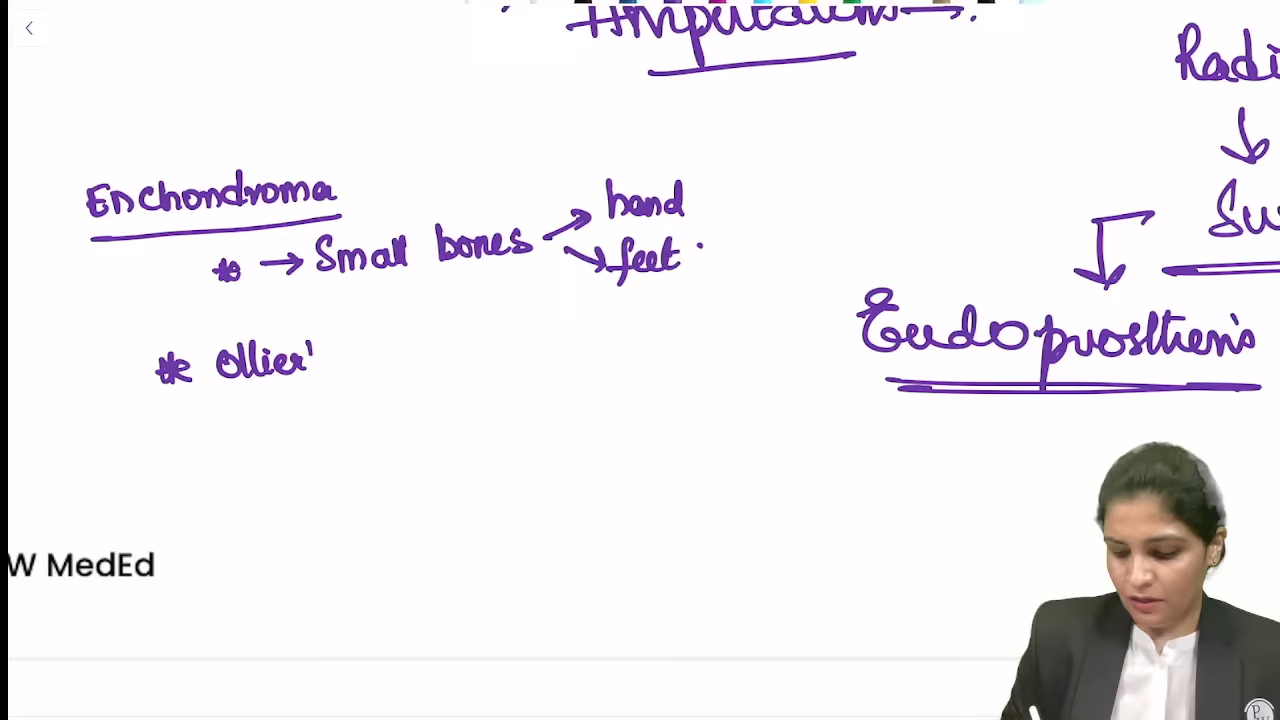 Enchondroma
* → Small bones → hand
→ feet
* Ollier'
Endoprosthesis
W MedEd